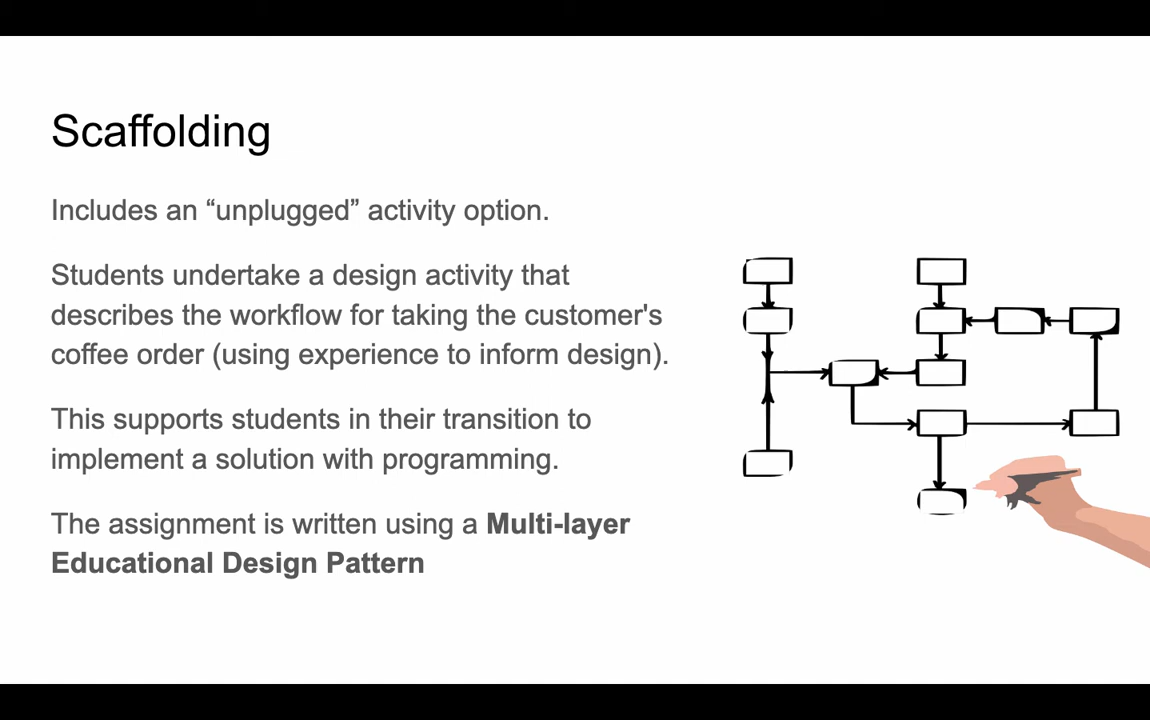 Scaffolding
Includes an “unplugged” activity option.
Students undertake a design activity that
describes the workflow for taking the customer's
coffee order (using experience to inform design).
This supports students in their transition to
implement a solution with programming.
The assignment is written using a Multi-layer
Educational Design Pattern